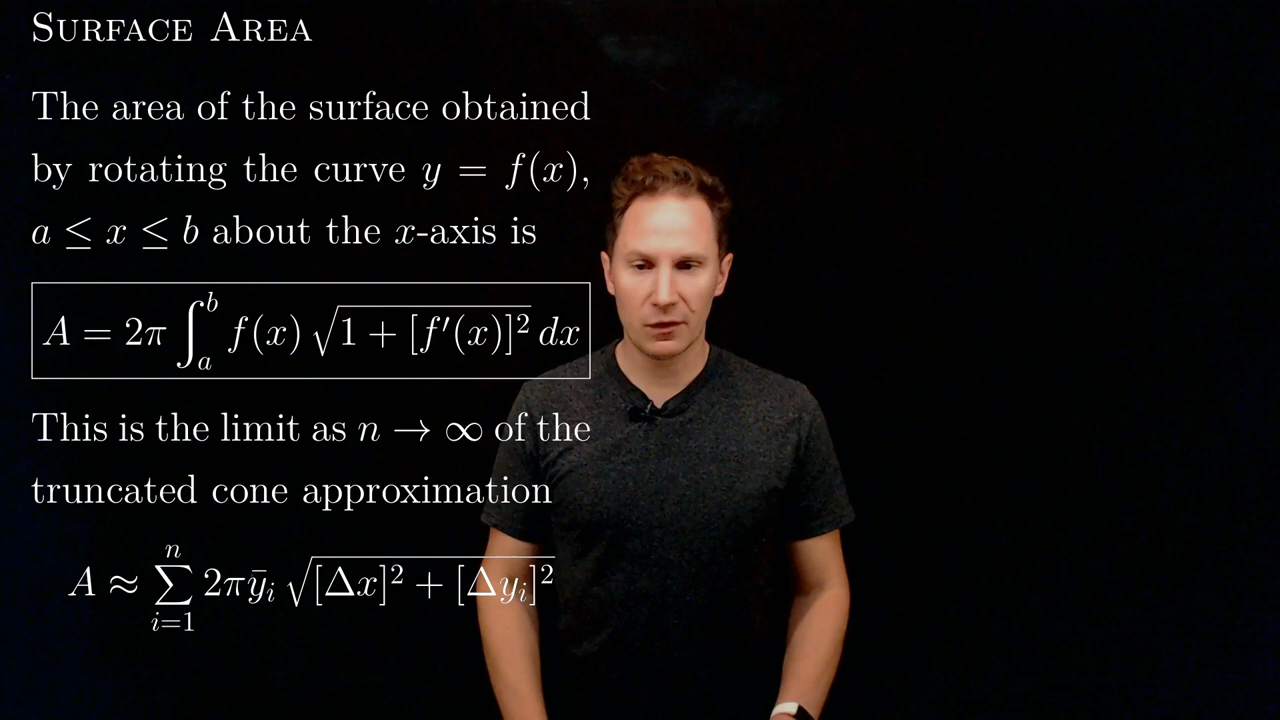 SURFACE AREA
The area of the surface obtained
by rotating the curve y = f(x),
a ≤ x ≤ b about the x-axis is
A = 2π ∫_a^b f(x) √(1 + [f′(x)]²) dx
This is the limit as n → ∞ of the
truncated cone approximation
A ≈ ∑_{i=1}^n 2πȳ_i √([Δx]² + [Δy_i]²)